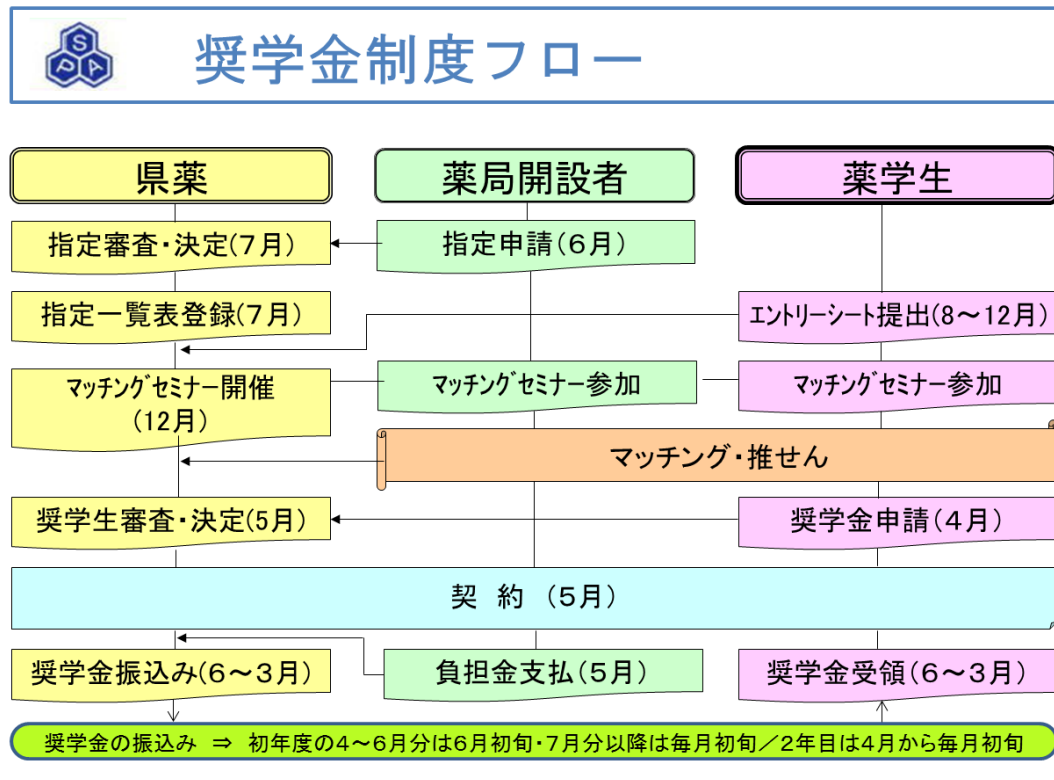 SPA
奨学金制度フロー
県薬
薬局開設者
薬学生
指定審査・決定(7月)
指定申請(6月)
指定一覧表登録(7月)
エントリーシート提出(8～12月)
マッチングセミナー開催
(12月)
マッチングセミナー参加
マッチングセミナー参加
マッチング・推せん
奨学生審査・決定(5月)
奨学金申請(4月)
契 約 (5月)
奨学金振込み(6～3月)
負担金支払(5月)
奨学金受領(6～3月)
奨学金の振込み ⇒ 初年度の4～6月分は6月初旬・7月分以降は毎月初旬／2年目は4月から毎月初旬